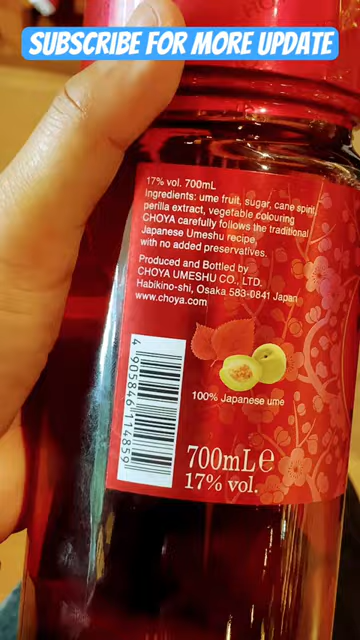 SUBSCRIBE FOR MORE UPDATE
17% vol. 700mL
Ingredients: ume fruit, sugar, cane spirit,
perilla extract, vegetable colouring
CHOYA carefully follows the traditional
Japanese Umeshu recipe,
with no added preservatives.
Produced and Bottled by
CHOYA UMESHU CO., LTD.
Habikino-shi, Osaka 583-0841 Japan
www.choya.com
100% Japanese ume
4 905846 114859
700mLe
17% vol.